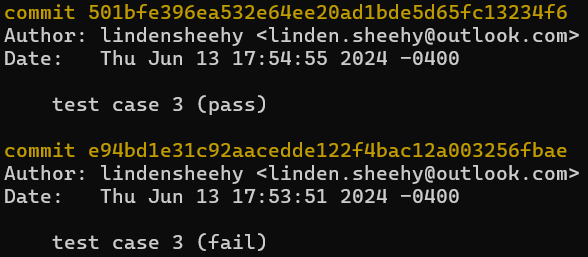 commit 501bfe396ea532e64ee20ad1bde5d65fc13234f6
Author: lindensheehy <linden.sheehy@outlook.com>
Date:   Thu Jun 13 17:54:55 2024 -0400
test case 3 (pass)
commit e94bd1e31c92aacedde122f4bac12a003256fbae
Author: lindensheehy <linden.sheehy@outlook.com>
Date:   Thu Jun 13 17:53:51 2024 -0400
test case 3 (fail)